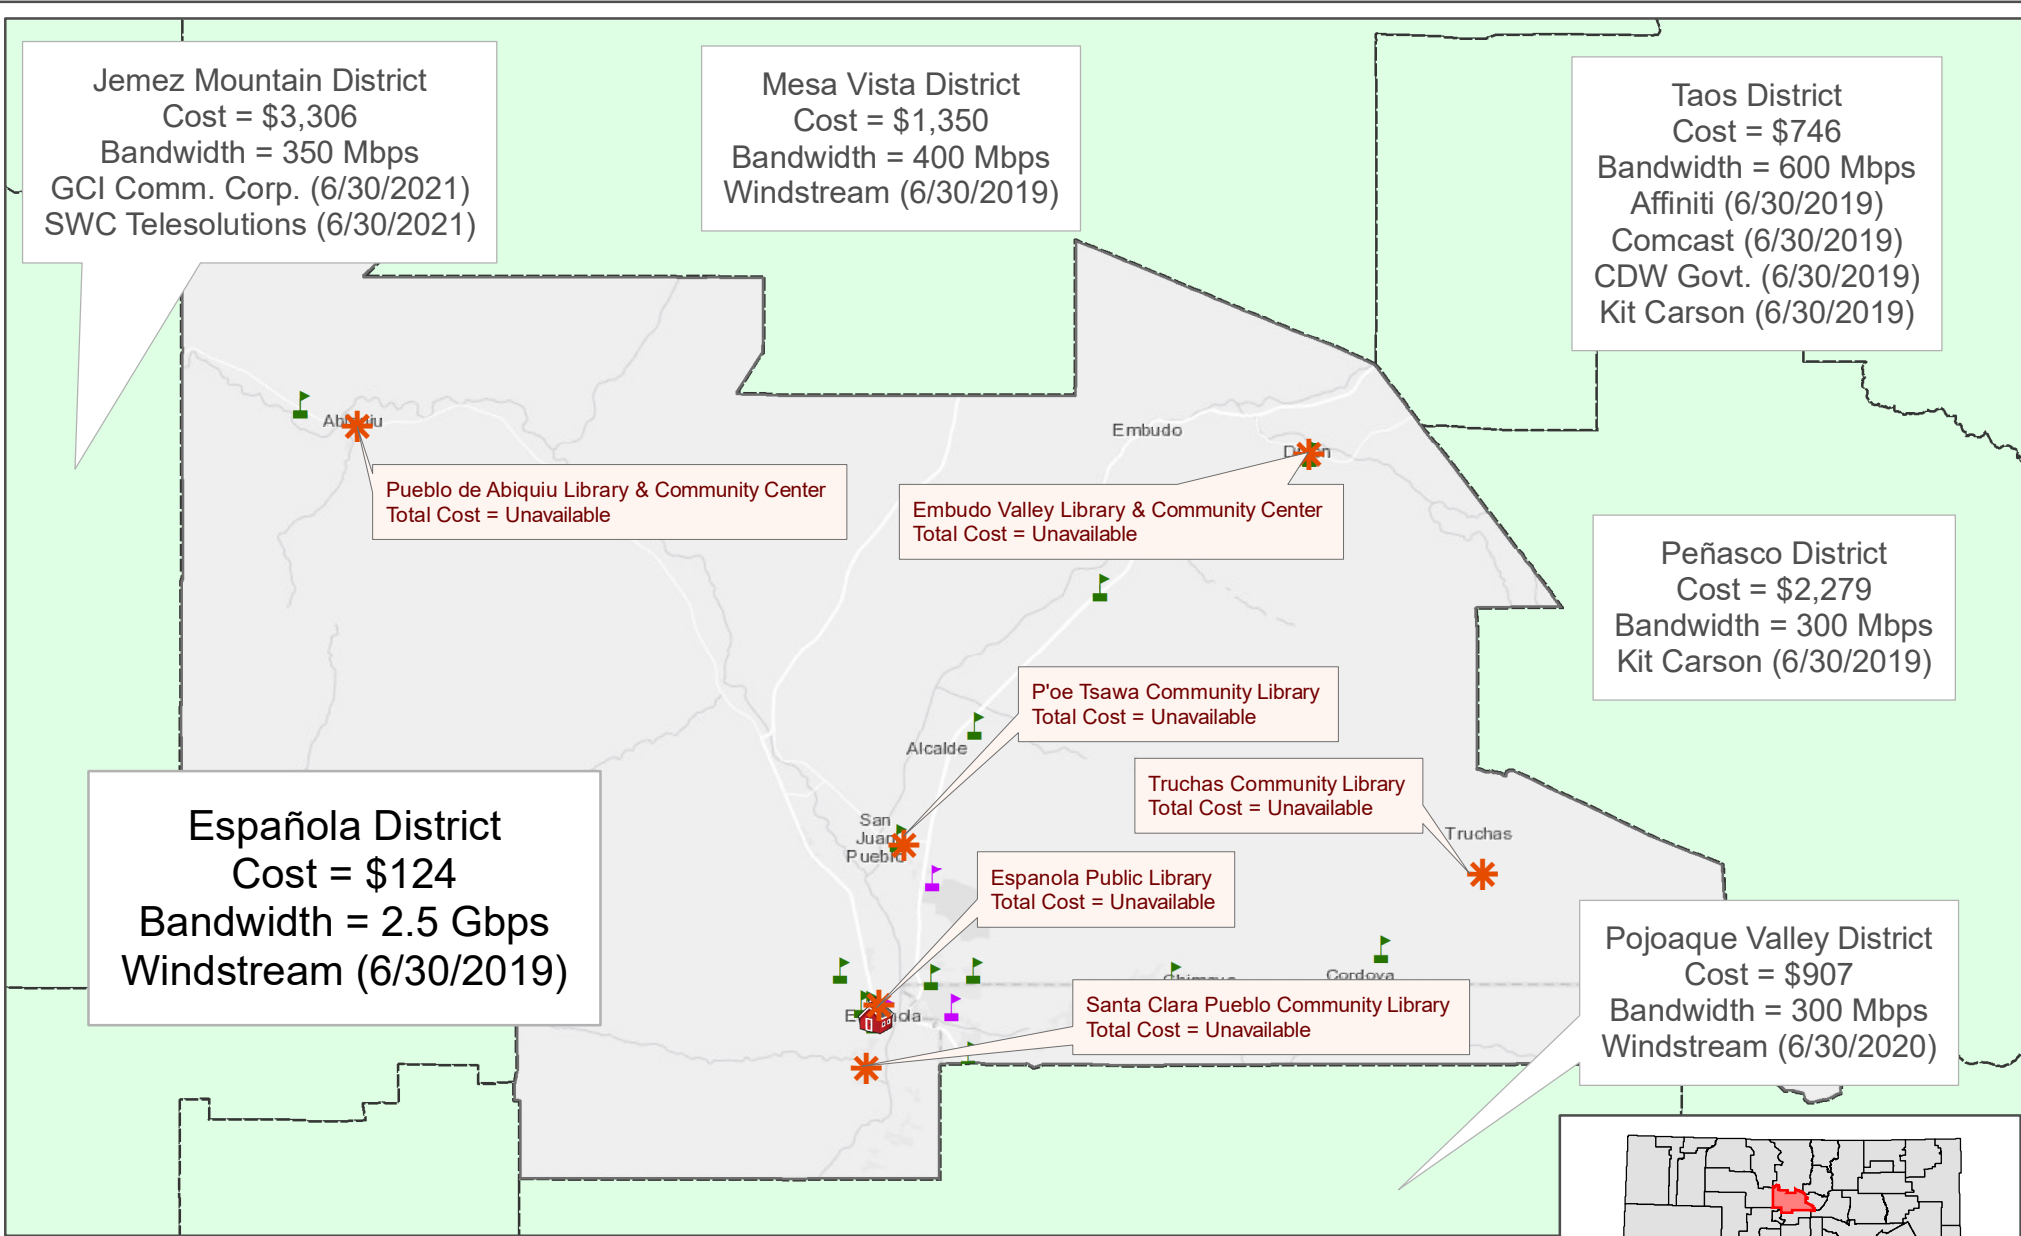 Jemez Mountain District
Cost = $3,306
Bandwidth = 350 Mbps
GCI Comm. Corp. (6/30/2021)
SWC Telesolutions (6/30/2021)
Mesa Vista District
Cost = $1,350
Bandwidth = 400 Mbps
Windstream (6/30/2019)
Taos District
Cost = $746
Bandwidth = 600 Mbps
Affiniti (6/30/2019)
Comcast (6/30/2019)
CDW Govt. (6/30/2019)
Kit Carson (6/30/2019)
Pueblo de Abiquiu Library & Community Center
Total Cost = Unavailable
Embudo
Embudo Valley Library & Community Center
Total Cost = Unavailable
Peñasco District
Cost = $2,279
Bandwidth = 300 Mbps
Kit Carson (6/30/2019)
P'oe Tsawa Community Library
Total Cost = Unavailable
Alcalde
Truchas Community Library
Total Cost = Unavailable
Truchas
San
Juan
Pueblo
Española District
Cost = $124
Bandwidth = 2.5 Gbps
Windstream (6/30/2019)
Espanola Public Library
Total Cost = Unavailable
Cordova
Santa Clara Pueblo Community Library
Total Cost = Unavailable
Pojoaque Valley District
Cost = $907
Bandwidth = 300 Mbps
Windstream (6/30/2020)